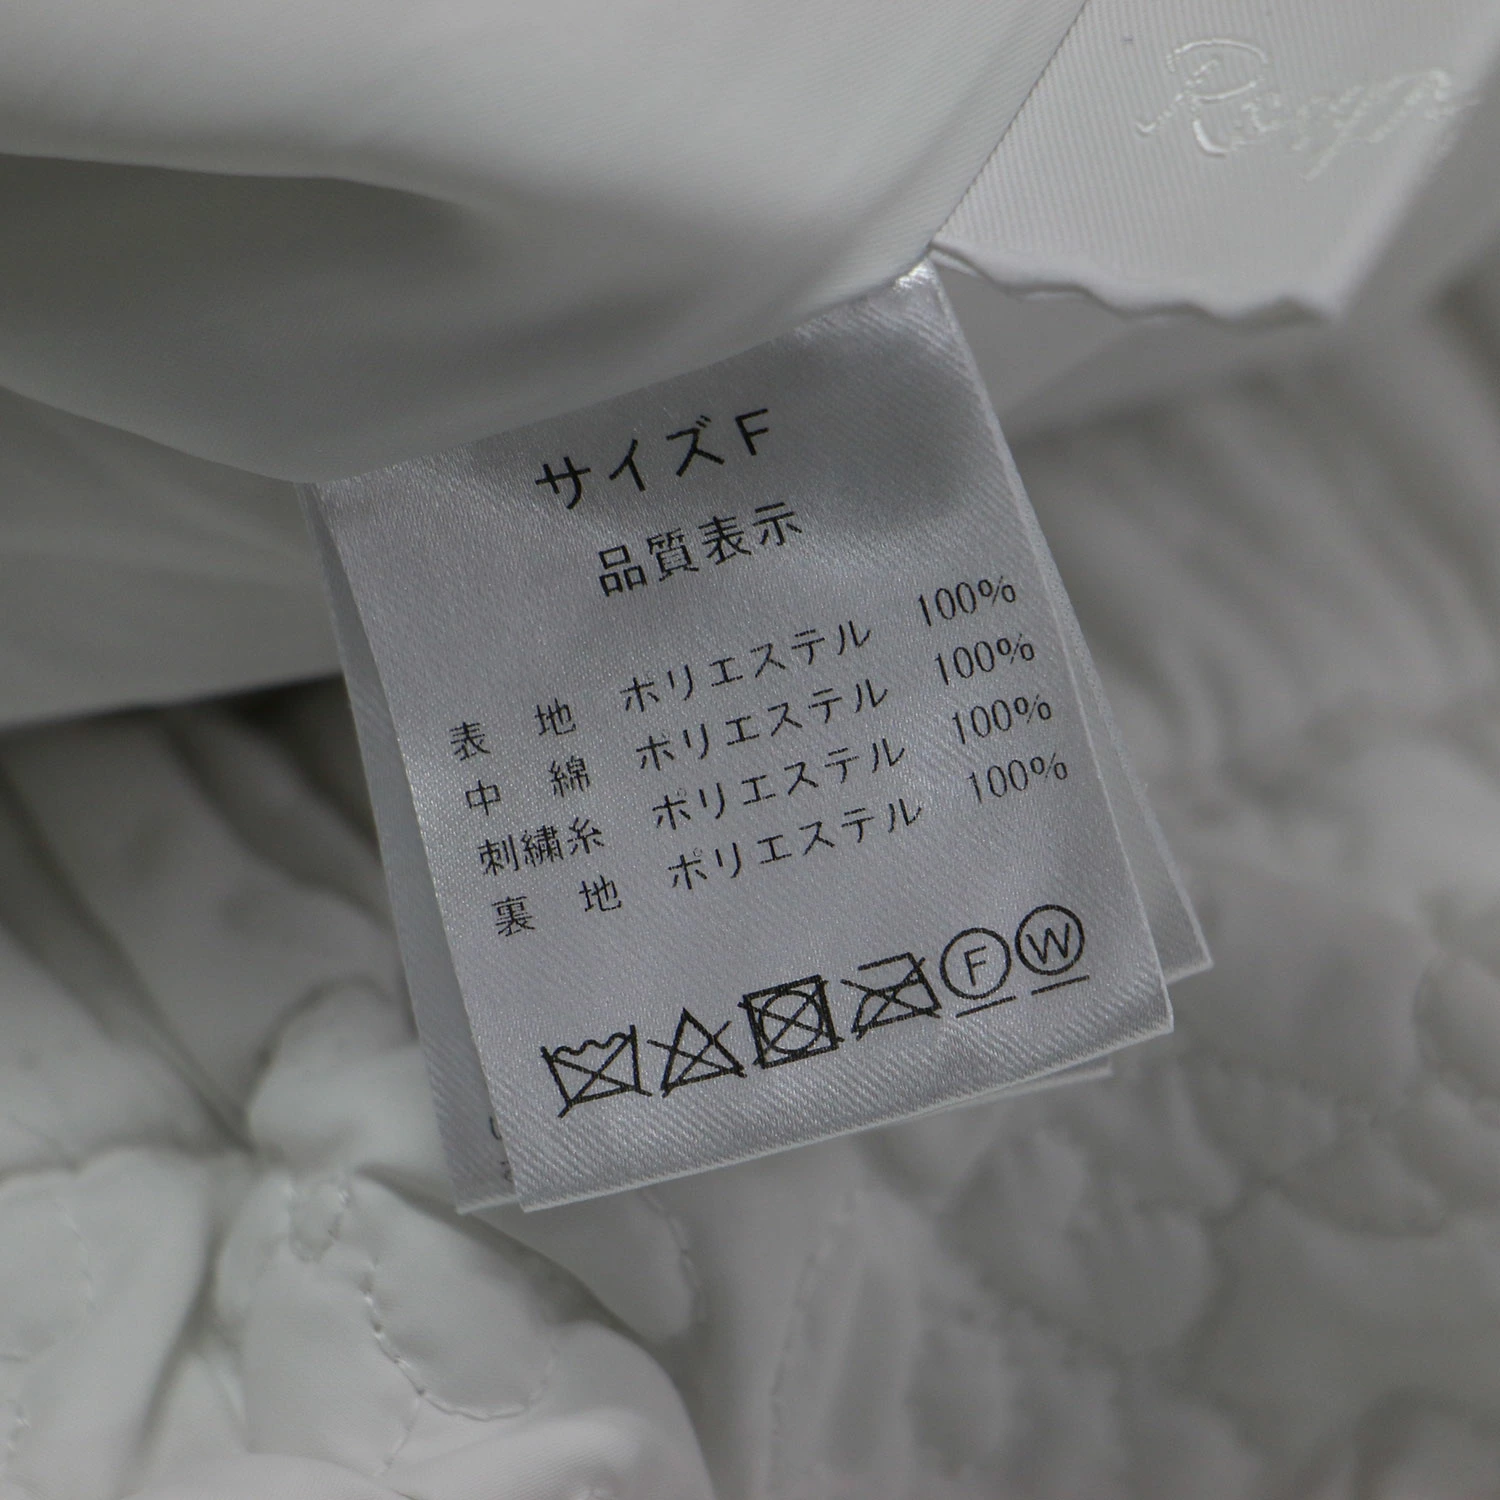 サイズF
品質表示
表地 ポリエステル 100%
中綿 ポリエステル 100%
刺繍糸 ポリエステル 100%
裏地 ポリエステル 100%
F W